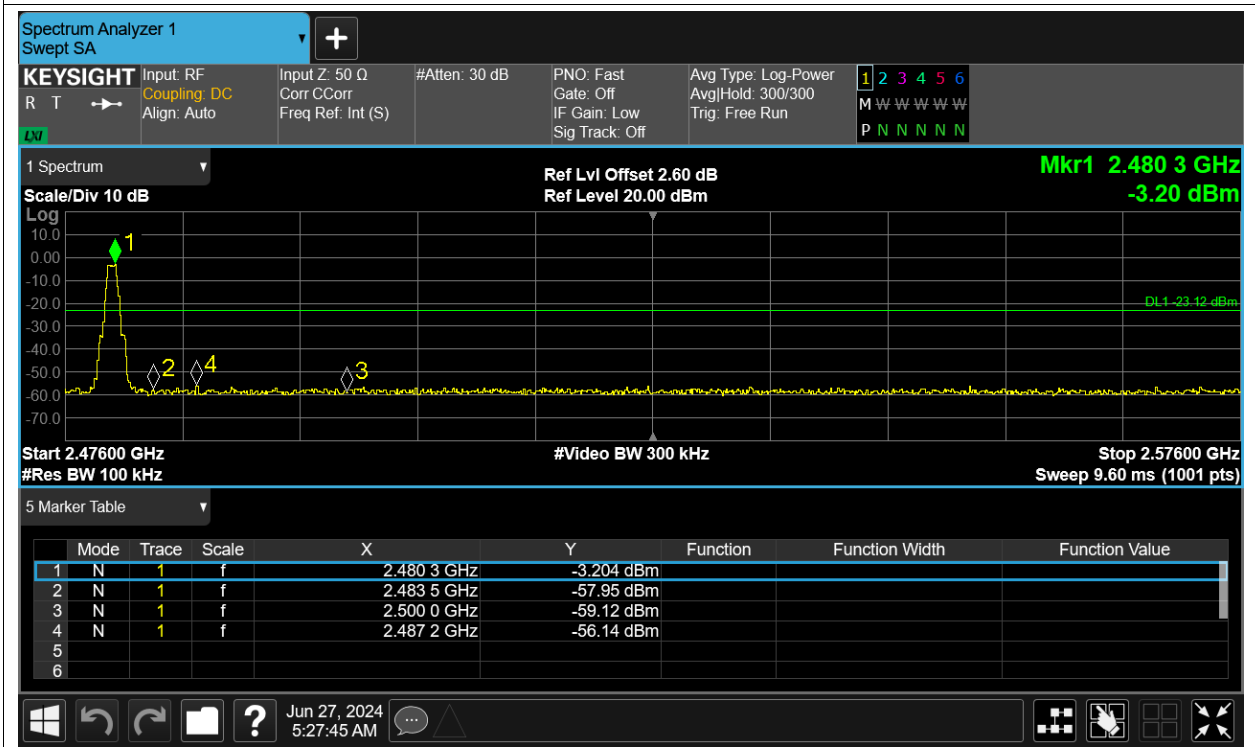 Spectrum Analyzer 1
Swept SA
KEYSIGHT Input: RF Input Z: 50 Ω #Atten: 30 dB PNO: Fast Avg Type: Log-Power 1 2 3 4 5 6
R T Coupling: DC Corr CCorr Gate: Off Avg|Hold: 300/300 M W W W W W
Align: Auto Freq Ref: Int (S) IF Gain: Low Trig: Free Run
LXI Sig Track: Off P N N N N N
1 Spectrum Ref Lvl Offset 2.60 dB Mkr1 2.480 3 GHz
Scale/Div 10 dB Ref Level 20.00 dBm -3.20 dBm
Log
10.0
1
0.00
-10.0
-20.0 DL1 -23.12 dBm
-30.0
-40.0
-50.0 2 4 3
-60.0
-70.0
Start 2.47600 GHz #Video BW 300 kHz Stop 2.57600 GHz
#Res BW 100 kHz Sweep 9.60 ms (1001 pts)
5 Marker Table
Mode Trace Scale X Y Function Function Width Function Value
1 N 1 f 2.480 3 GHz -3.204 dBm
2 N 1 f 2.483 5 GHz -57.95 dBm
3 N 1 f 2.500 0 GHz -59.12 dBm
4 N 1 f 2.487 2 GHz -56.14 dBm
5
6
? Jun 27, 2024
5:27:45 AM